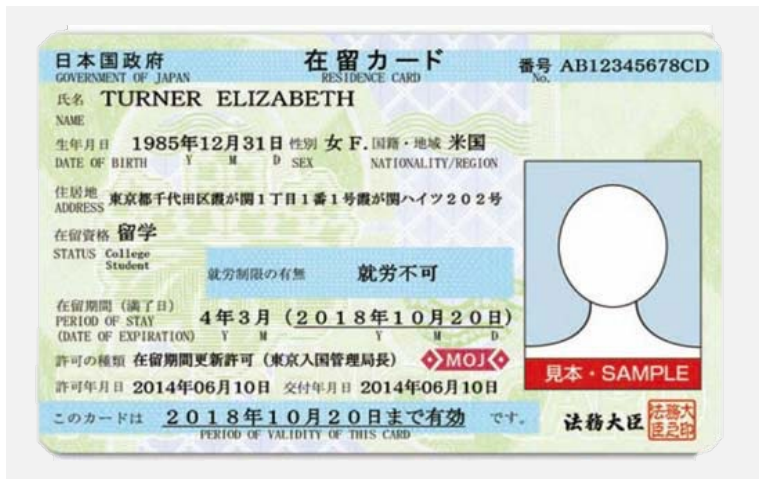 日本国政府 在留カード 番号 AB12345678CD
GOVERNMENT OF JAPAN RESIDENCE CARD No.
氏名 TURNER ELIZABETH
NAME
生年月日 1985年12月31日 性別 女 F. 国籍・地域 米国
DATE OF BIRTH Y M D SEX NATIONALITY/REGION
住居地 東京都千代田区霞が関1丁目1番1号霞が関ハイツ202号
ADDRESS
在留資格 留学
STATUS College
Student
就労制限の有無 就労不可
在留期間(満了日)
PERIOD OF STAY 4年3月(2018年10月20日)
(DATE OF EXPIRATION) Y M Y M D
許可の種類 在留期間更新許可(東京入国管理局長) MOJ
見本・SAMPLE
許可年月日 2014年06月10日 交付年月日 2014年06月10日
このカードは 2018年10月20日まで有効 です。
PERIOD OF VALIDITY OF THIS CARD
法務大臣 法務大臣之印